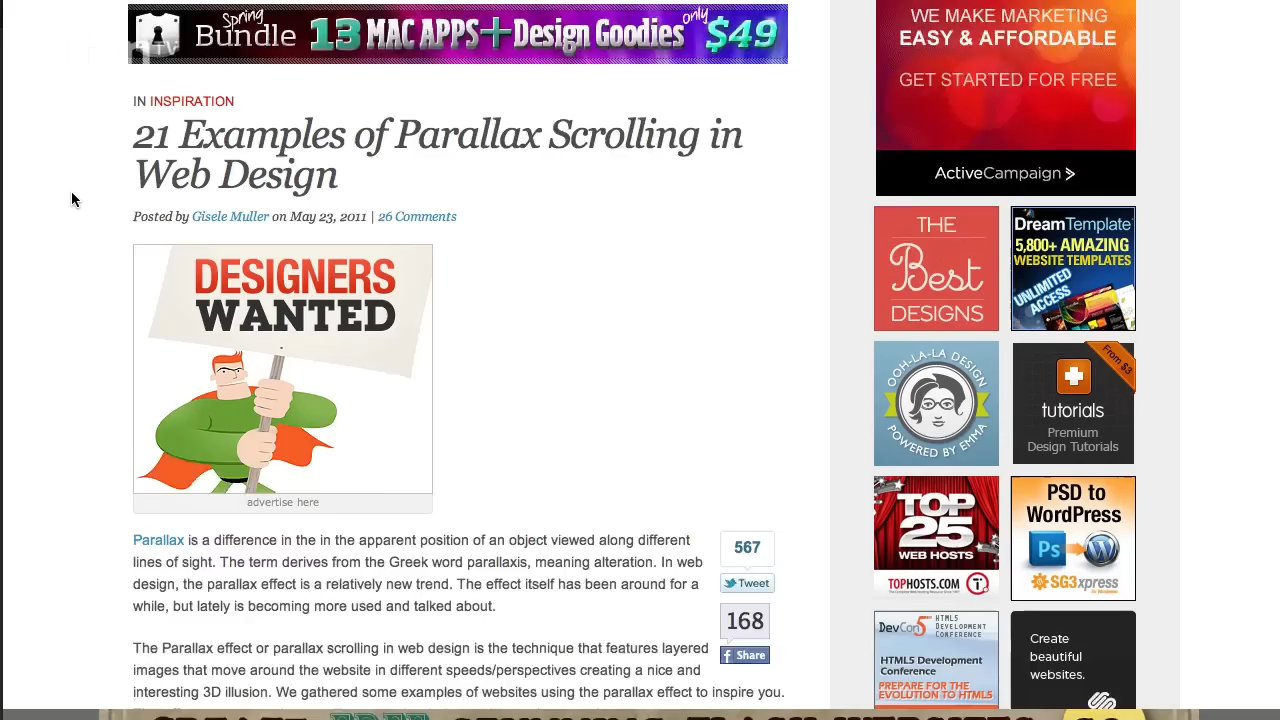 Spring Bundle 13 MAC APPS+Design Goodies only $49
TV
IN INSPIRATION
21 Examples of Parallax Scrolling in
Web Design
Posted by Gisele Muller on May 23, 2011 | 26 Comments
DESIGNERS
WANTED
advertise here
Parallax is a difference in the in the apparent position of an object viewed along different
lines of sight. The term derives from the Greek word parallaxis, meaning alteration. In web
design, the parallax effect is a relatively new trend. The effect itself has been around for a
while, but lately is becoming more used and talked about.
567
Tweet
168
Share
The Parallax effect or parallax scrolling in web design is the technique that features layered
images that move around the website in different speeds/perspectives creating a nice and
interesting 3D illusion. We gathered some examples of websites using the parallax effect to inspire you.
WE MAKE MARKETING
EASY & AFFORDABLE
GET STARTED FOR FREE
ActiveCampaign >
THE
Best
DESIGNS
DreamTemplate
5,800+ AMAZING
WEBSITE TEMPLATES
UNLIMITED
ACCESS
OOH-LA-LA DESIGN
POWERED BY EMMA
From $3
tutorials
Premium
Design Tutorials
TOP
25
WEB HOSTS
TOPHOSTS.COM
PSD to
WordPress
Ps
SG3xpress
DevCon5
HTML5
DEVELOPMENT
CONFERENCE
HTML5 Development
Conference
PREPARE FOR THE
EVOLUTION TO HTML5
Create
beautiful
websites.